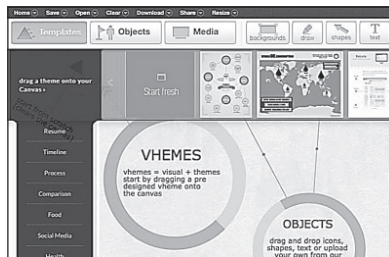 Home Save Open Clear Download Share Resize
Templates Objects Media backgrounds draw shapes text
drag a theme onto your
Canvas ›
Start fresh
Resume
Timeline
Process
Comparison
Food
Social Media
Health
VHEMES
vhemes = visual + themes
start by dragging a pre
designed vheme onto
the canvas
OBJECTS
drag and drop icons,
shapes, text or upload
your own from our